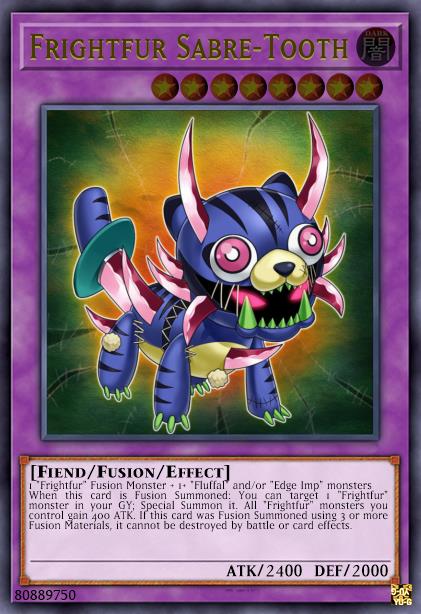 FRIGHTFUR SABRE-TOOTH
DARK
闇
[FIEND/FUSION/EFFECT]
1 "Frightfur" Fusion Monster + 1+ "Fluffal" and/or "Edge Imp" monsters
When this card is Fusion Summoned: You can target 1 "Frightfur"
monster in your GY; Special Summon it. All "Frightfur" monsters you
control gain 400 ATK. If this card was Fusion Summoned using 3 or more
Fusion Materials, it cannot be destroyed by battle or card effects.
ATK/2400 DEF/2000
80889750